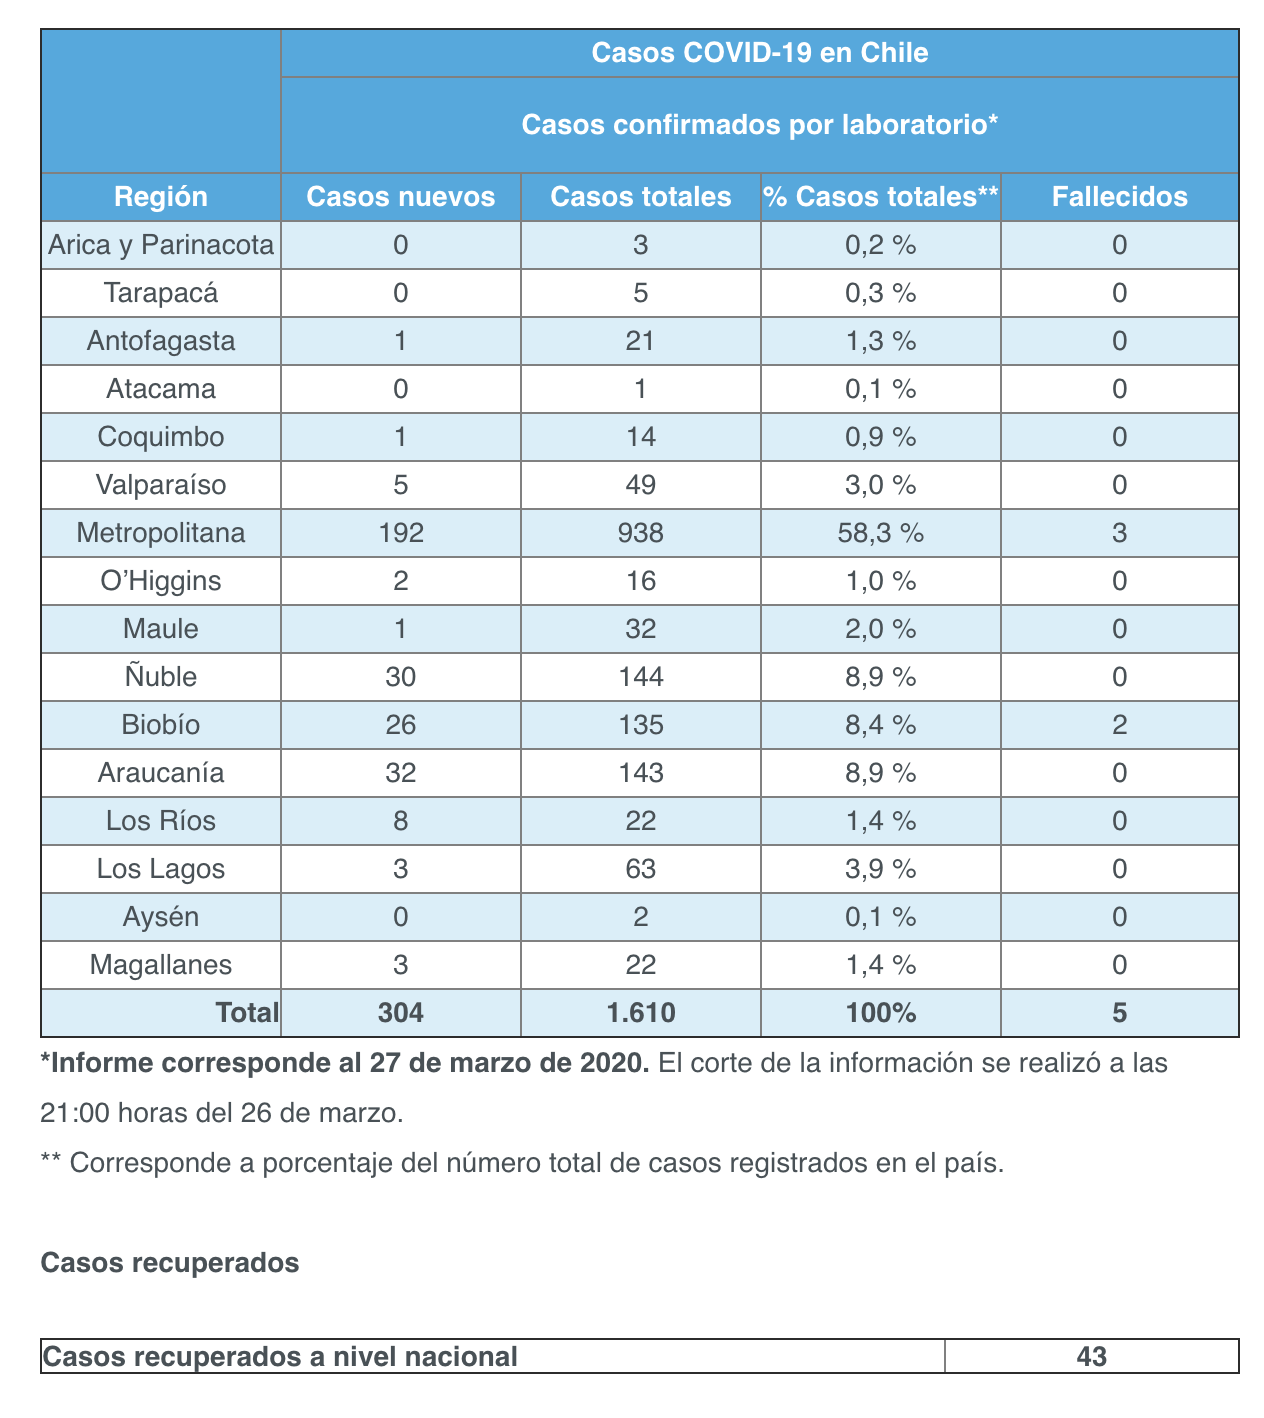 Casos COVID-19 en Chile
Casos confirmados por laboratorio*
Región Casos nuevos Casos totales % Casos totales** Fallecidos
Arica y Parinacota 0 3 0,2 % 0
Tarapacá 0 5 0,3 % 0
Antofagasta 1 21 1,3 % 0
Atacama 0 1 0,1 % 0
Coquimbo 1 14 0,9 % 0
Valparaíso 5 49 3,0 % 0
Metropolitana 192 938 58,3 % 3
O’Higgins 2 16 1,0 % 0
Maule 1 32 2,0 % 0
Ñuble 30 144 8,9 % 0
Biobío 26 135 8,4 % 2
Araucanía 32 143 8,9 % 0
Los Ríos 8 22 1,4 % 0
Los Lagos 3 63 3,9 % 0
Aysén 0 2 0,1 % 0
Magallanes 3 22 1,4 % 0
Total 304 1.610 100% 5
*Informe corresponde al 27 de marzo de 2020. El corte de la información se realizó a las
21:00 horas del 26 de marzo.
** Corresponde a porcentaje del número total de casos registrados en el país.
Casos recuperados
Casos recuperados a nivel nacional 43